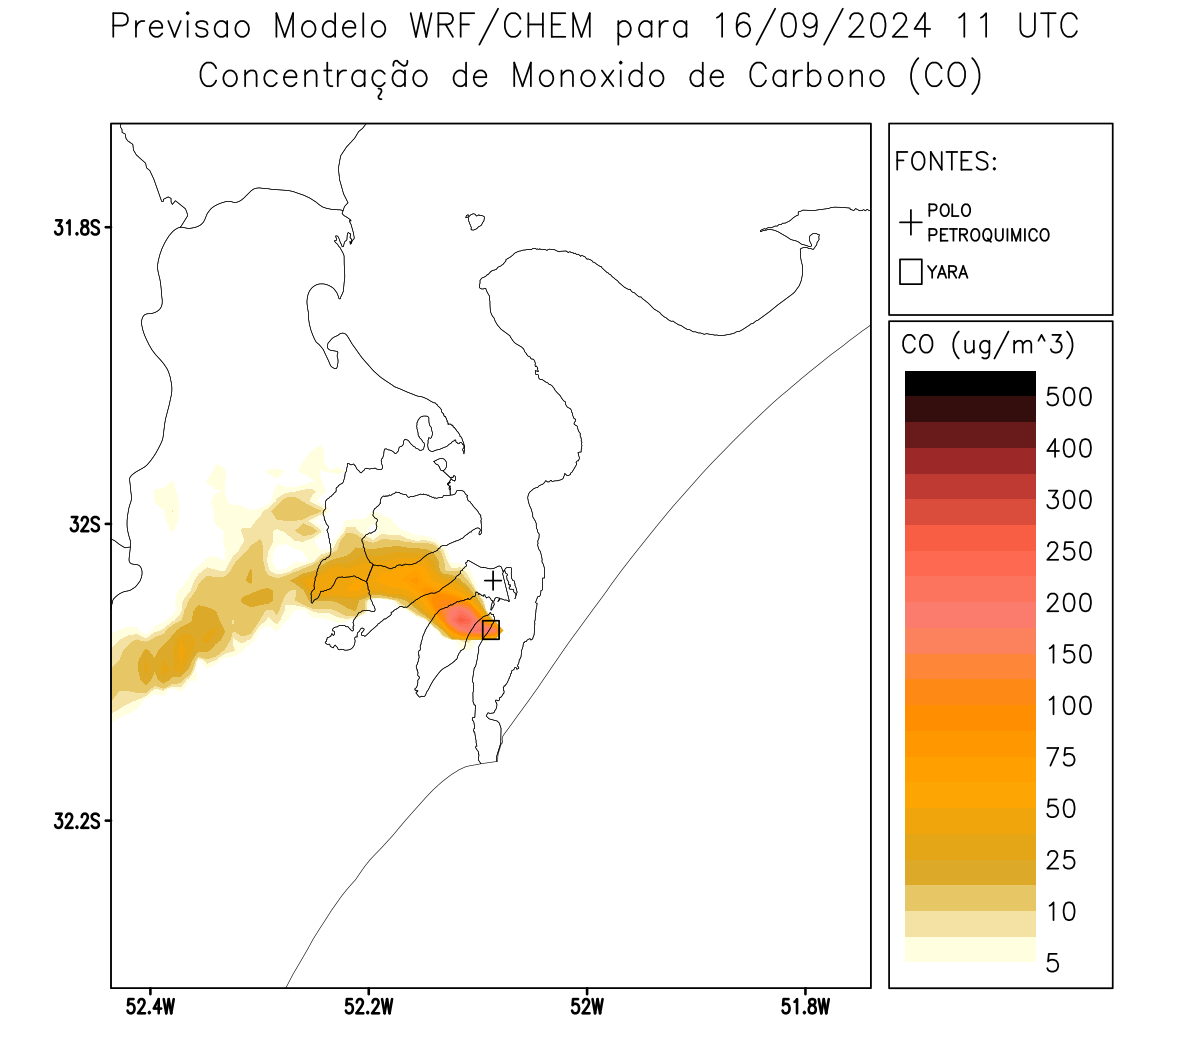 Previsao Modelo WRF/CHEM para 16/09/2024 11 UTC
Concentração de Monoxido de Carbono (CO)
FONTES:
POLO
PETROQUIMICO
YARA
CO (ug/m^3)
500
400
300
250
200
150
100
75
50
25
10
5
31.8S
32S
32.2S
52.4W
52.2W
52W
51.8W